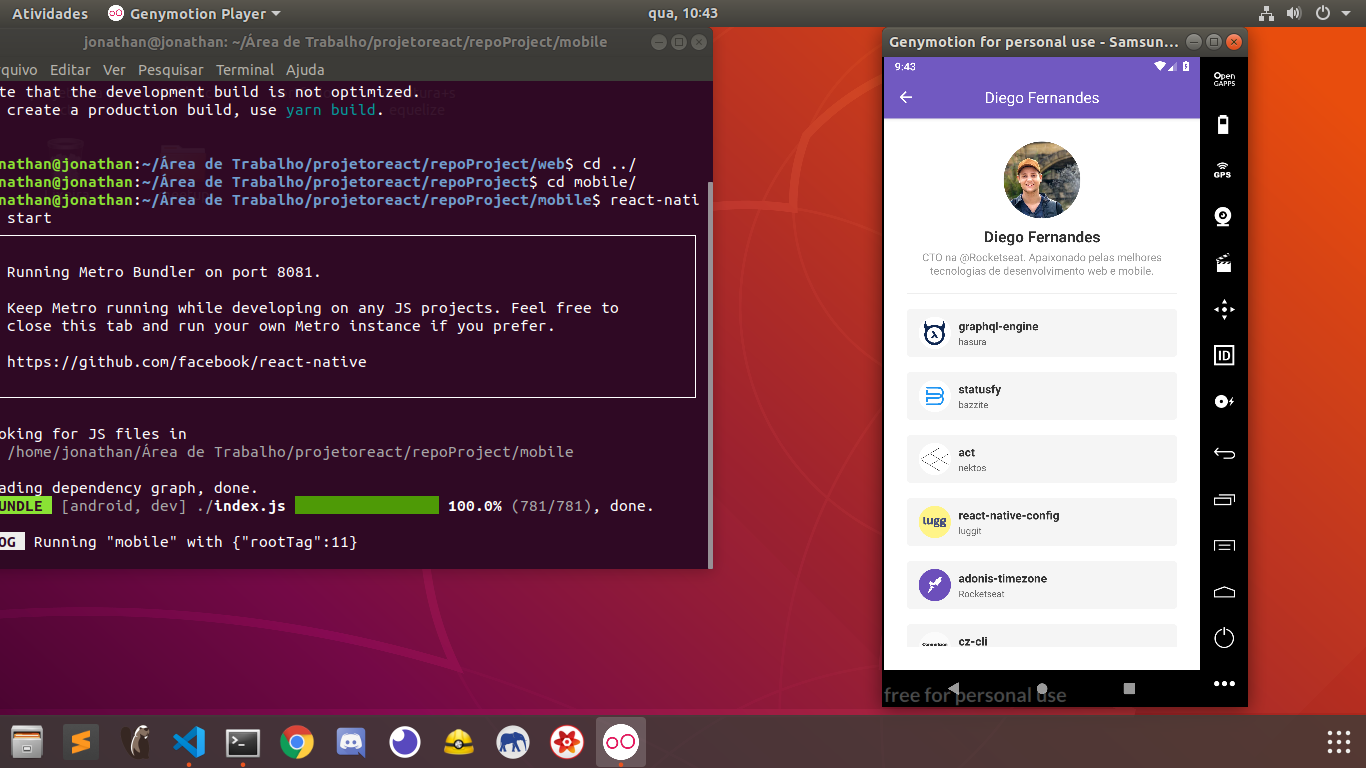 Atividades
Genymotion Player
qua, 10:43
jonathan@jonathan: ~/Área de Trabalho/projetoreact/repoProject/mobile
quivo Editar Ver Pesquisar Terminal Ajuda
te that the development build is not optimized.
create a production build, use yarn build.
nathan@jonathan:~/Área de Trabalho/projetoreact/repoProject/web$ cd ../
nathan@jonathan:~/Área de Trabalho/projetoreact/repoProject$ cd mobile/
nathan@jonathan:~/Área de Trabalho/projetoreact/repoProject/mobile$ react-nati
start
Running Metro Bundler on port 8081.
Keep Metro running while developing on any JS projects. Feel free to
close this tab and run your own Metro instance if you prefer.
https://github.com/facebook/react-native
oking for JS files in
/home/jonathan/Área de Trabalho/projetoreact/repoProject/mobile
ading dependency graph, done.
UNDLE [android, dev] ./index.js 100.0% (781/781), done.
OG Running "mobile" with {"rootTag":11}
Genymotion for personal use - Samsun...
9:43
Diego Fernandes
Diego Fernandes
CTO na @Rocketseat. Apaixonado pelas melhores
tecnologias de desenvolvimento web e mobile.
graphql-engine
hasura
statusfy
bazzite
act
nektos
lugg
react-native-config
luggit
adonis-timezone
Rocketseat
cz-cli
free for personal use
Open
GAPPS
GPS
ID